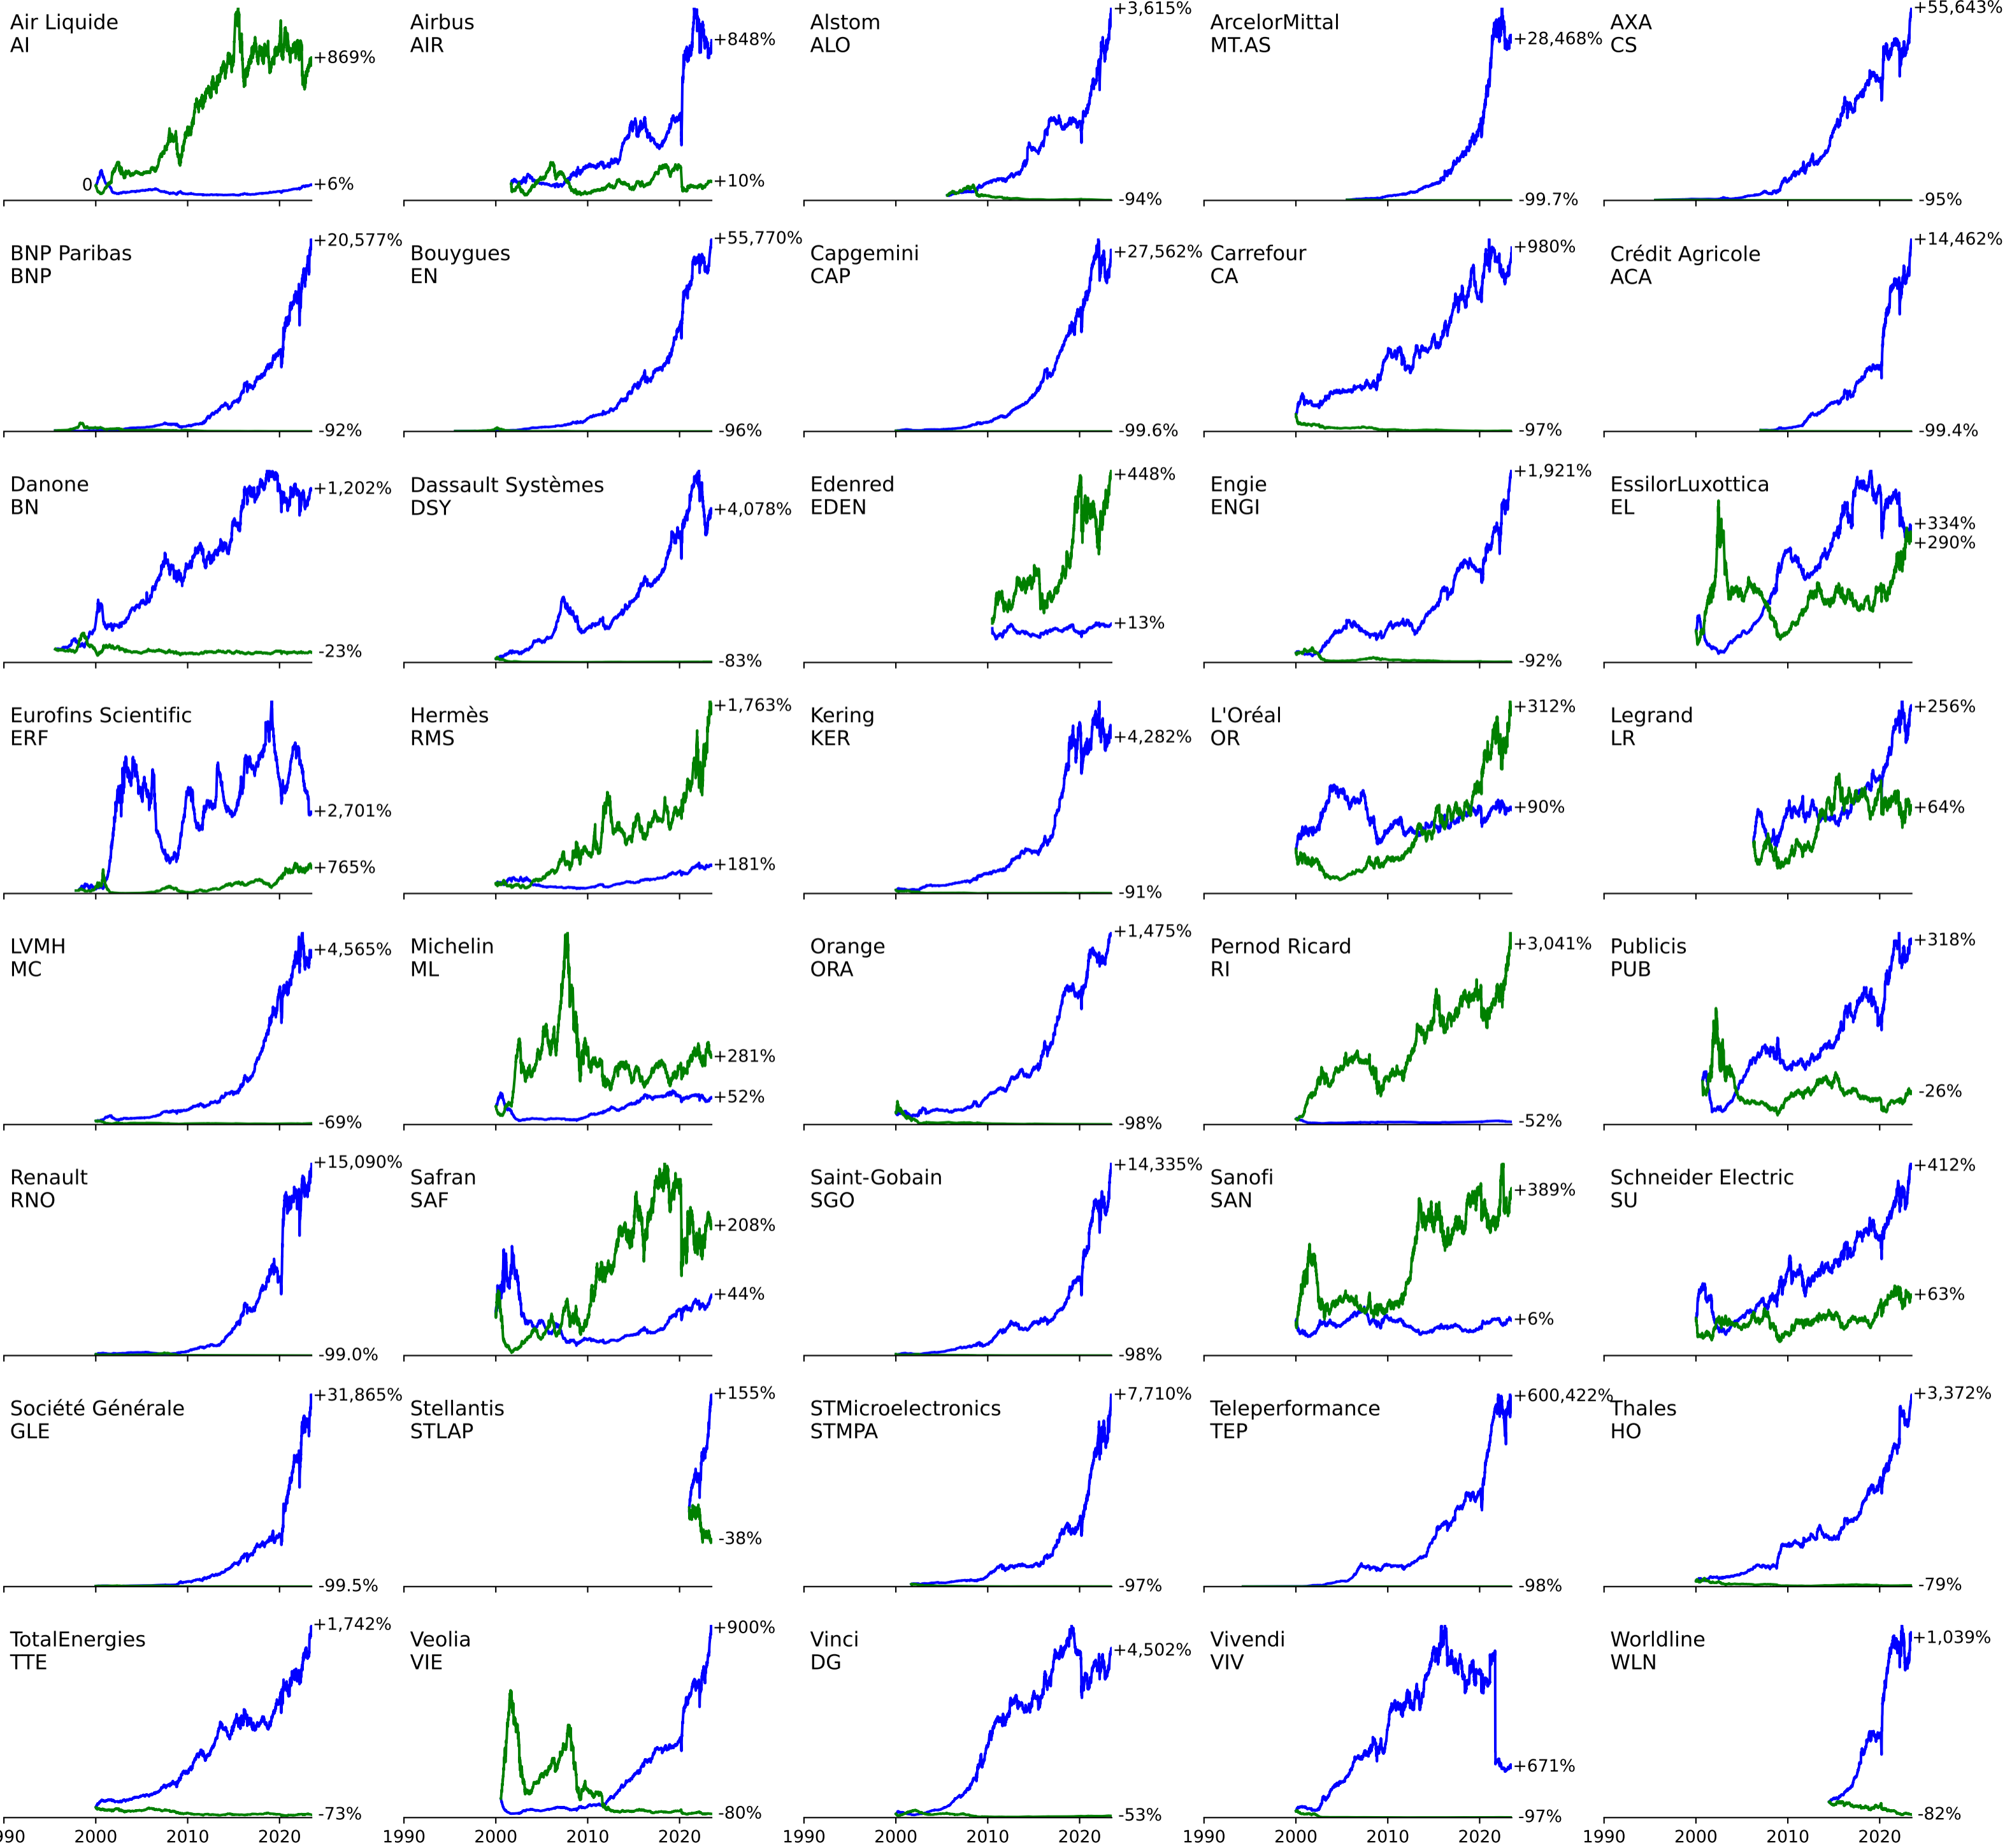 Air Liquide
AI
+869%
0
+6%
Airbus
AIR
+848%
+10%
Alstom
ALO
+3,615%
-94%
ArcelorMittal
MT.AS
+28,468%
-99.7%
AXA
CS
+55,643%
-95%
BNP Paribas
BNP
+20,577%
-92%
Bouygues
EN
+55,770%
-96%
Capgemini
CAP
+27,562%
-99.6%
Carrefour
CA
+980%
-97%
Crédit Agricole
ACA
+14,462%
-99.4%
Danone
BN
+1,202%
-23%
Dassault Systèmes
DSY
+4,078%
-83%
Edenred
EDEN
+448%
+13%
Engie
ENGI
+1,921%
-92%
EssilorLuxottica
EL
+334%
+290%
Eurofins Scientific
ERF
+2,701%
+765%
Hermès
RMS
+1,763%
+181%
Kering
KER
+4,282%
-91%
L'Oréal
OR
+312%
+90%
Legrand
LR
+256%
+64%
LVMH
MC
+4,565%
-69%
Michelin
ML
+281%
+52%
Orange
ORA
+1,475%
-98%
Pernod Ricard
RI
+3,041%
-52%
Publicis
PUB
+318%
-26%
Renault
RNO
+15,090%
-99.0%
Safran
SAF
+208%
+44%
Saint-Gobain
SGO
+14,335%
-98%
Sanofi
SAN
+389%
+6%
Schneider Electric
SU
+412%
+63%
Société Générale
GLE
+31,865%
-99.5%
Stellantis
STLAP
+155%
-38%
STMicroelectronics
STMPA
+7,710%
-97%
Teleperformance
TEP
+600,422%
-98%
Thales
HO
+3,372%
-79%
TotalEnergies
TTE
+1,742%
-73%
Veolia
VIE
+900%
-80%
Vinci
DG
+4,502%
-53%
Vivendi
VIV
+671%
-97%
Worldline
WLN
+1,039%
-82%
990 2000 2010 2020 1990 2000 2010 2020 1990 2000 2010 2020 1990 2000 2010 2020 1990 2000 2010 2020